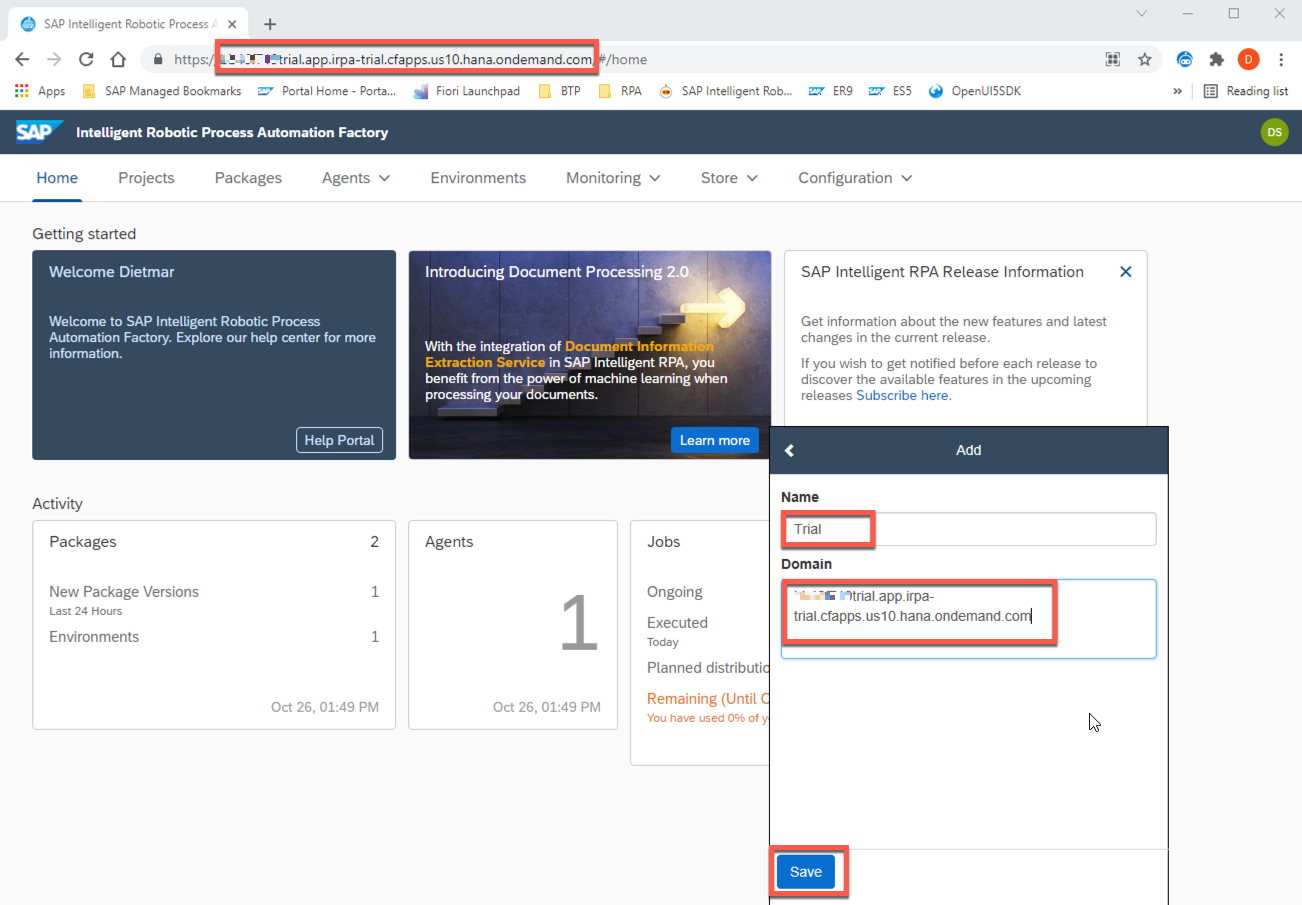 SAP Intelligent Robotic Process A
https://
trial.app.irpa-trial.cfapps.us10.hana.ondemand.com/#/home
D
Apps
SAP Managed Bookmarks
Portal Home - Porta...
Fiori Launchpad
BTP
RPA
SAP Intelligent Rob...
ER9
ES5
OpenUI5SDK
»
Reading list
SAP Intelligent Robotic Process Automation Factory
DS
Home
Projects
Packages
Agents
Environments
Monitoring
Store
Configuration
Getting started
Welcome Dietmar
Welcome to SAP Intelligent Robotic Process
Automation Factory. Explore our help center for more
information.
Help Portal
Introducing Document Processing 2.0
With the integration of Document Information
Extraction Service in SAP Intelligent RPA, you
benefit from the power of machine learning when
processing your documents.
Learn more
SAP Intelligent RPA Release Information
Get information about the new features and latest
changes in the current release.
If you wish to get notified before each release to
discover the available features in the upcoming
releases Subscribe here.
Activity
Packages 2
New Package Versions 1
Last 24 Hours
Environments 1
Oct 26, 01:49 PM
Agents
1
Oct 26, 01:49 PM
Jobs
Ongoing
Executed
Today
Planned distributio
Remaining (Until
You have used 0% of
Add
Name
Trial
Domain
trial.app.irpa-
trial.cfapps.us10.hana.ondemand.com
Save